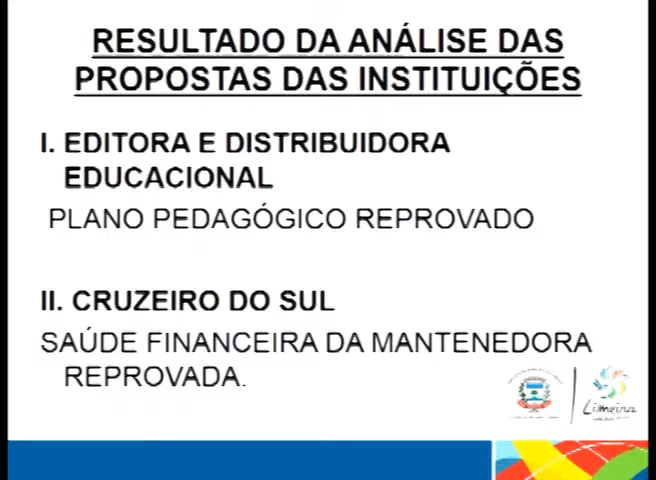 RESULTADO DA ANÁLISE DAS
PROPOSTAS DAS INSTITUIÇÕES
I. EDITORA E DISTRIBUIDORA
EDUCACIONAL
PLANO PEDAGÓGICO REPROVADO
II. CRUZEIRO DO SUL
SAÚDE FINANCEIRA DA MANTENEDORA
REPROVADA.
Limeira